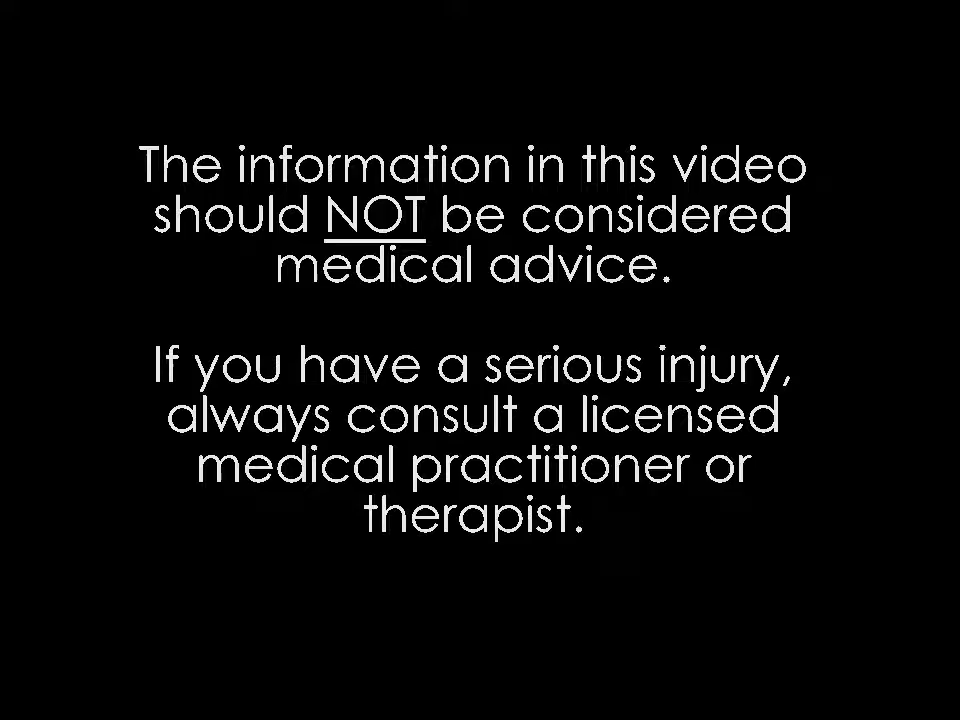 The information in this video
should NOT be considered
medical advice.
If you have a serious injury,
always consult a licensed
medical practitioner or
therapist.